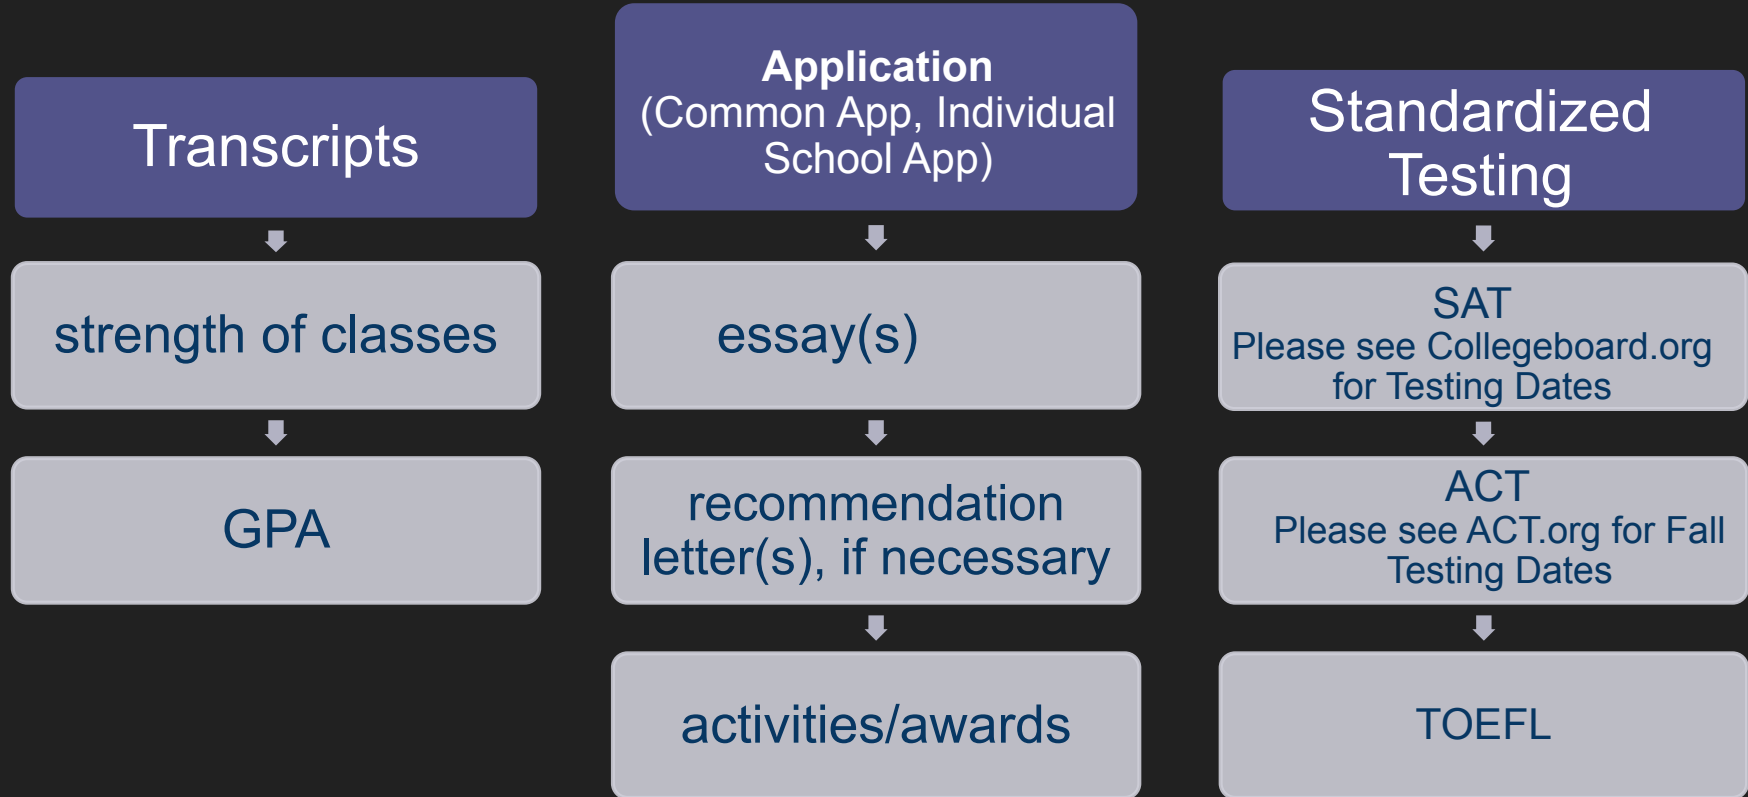 Transcripts
strength of classes
GPA
Application
(Common App, Individual
School App)
essay(s)
recommendation
letter(s), if necessary
activities/awards
Standardized
Testing
SAT
Please see Collegeboard.org
for Testing Dates
ACT
Please see ACT.org for Fall
Testing Dates
TOEFL